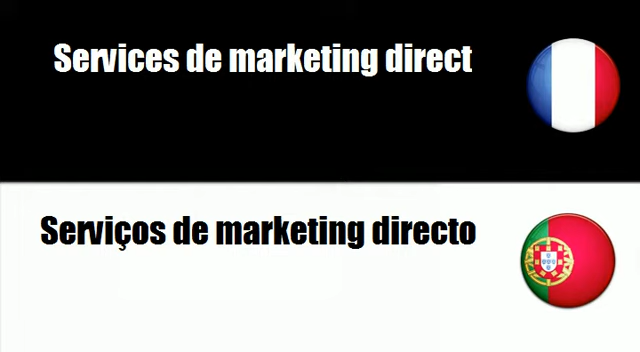 Services de marketing direct
Serviços de marketing directo